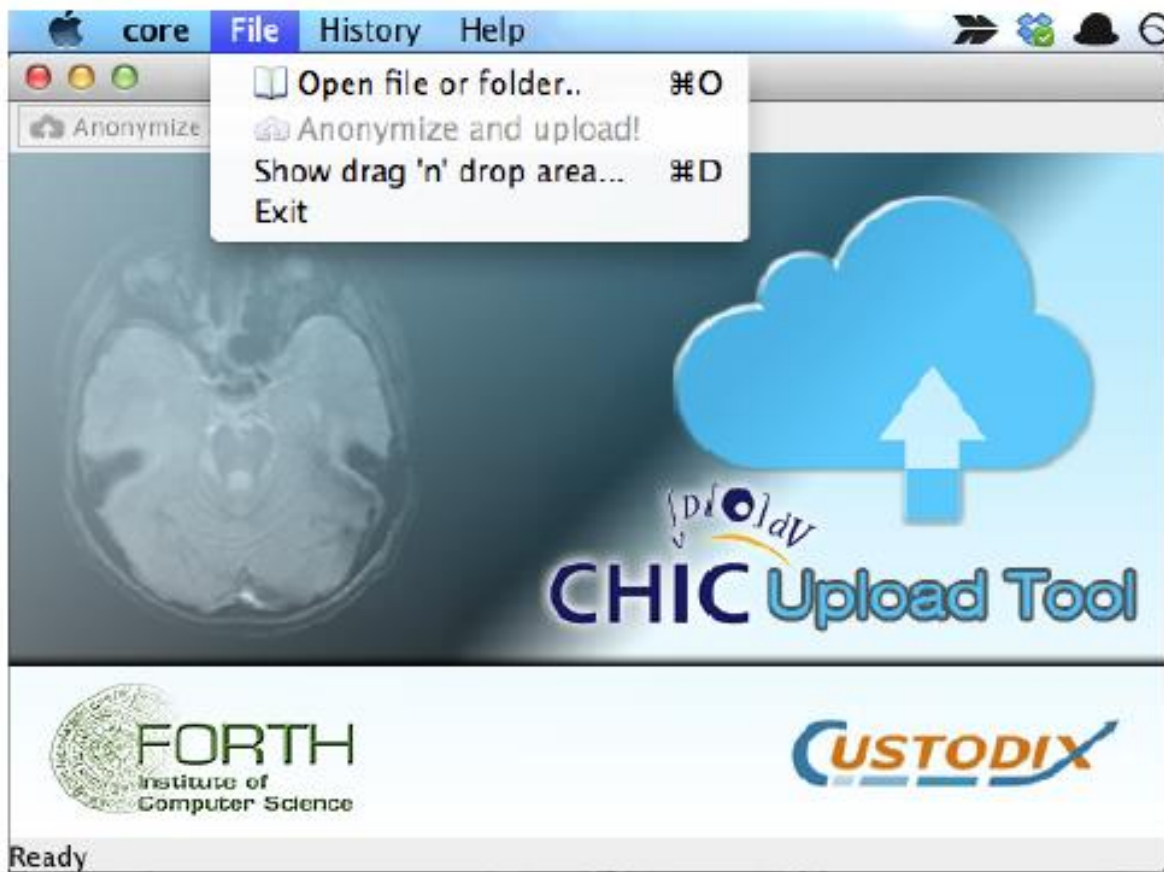 core File History Help
Open file or folder.. ⌘O
Anonymize
Anonymize and upload!
Show drag 'n' drop area... ⌘D
Exit
CHIC Upload Tool
FORTH
Institute of
Computer Science
CUSTODIX
Ready